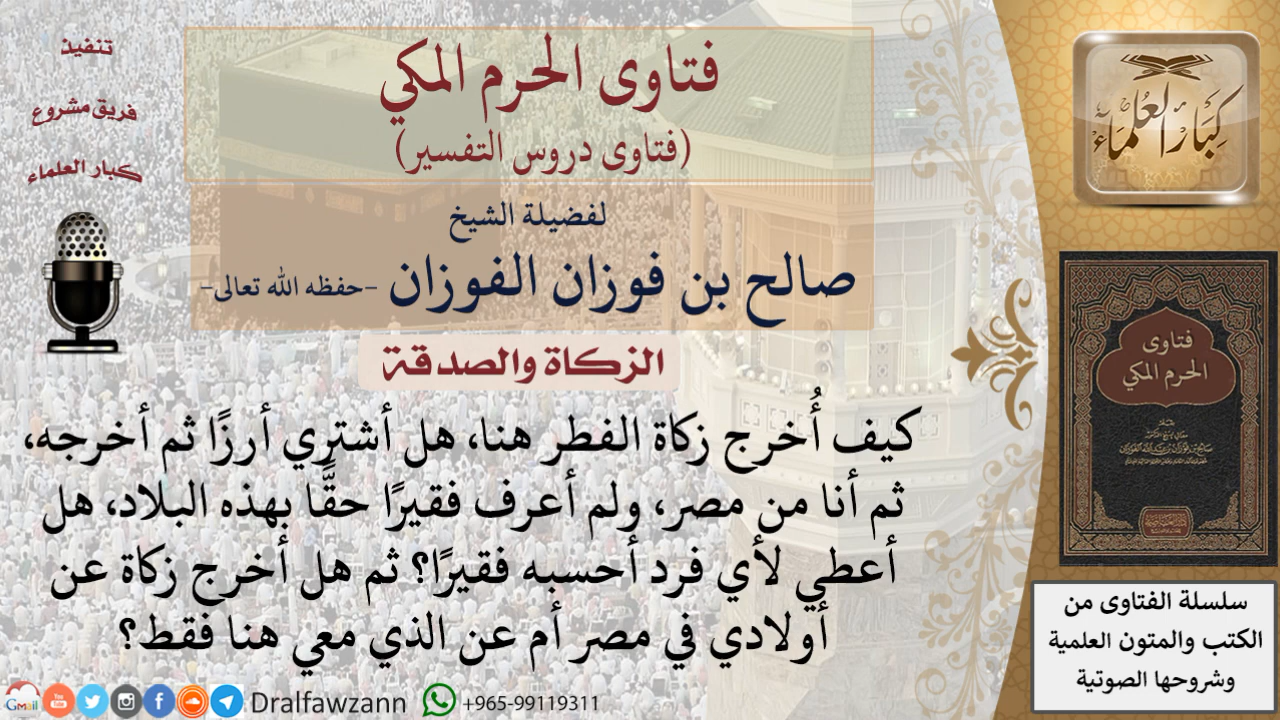 تنفيذ
فريق مشروع
كبار العلماء
فتاوى الحرم المكي
(فتاوى دروس التفسير)
لفضيلة الشيخ
صالح بن فوزان الفوزان -حفظه الله تعالى-
الزكاة والصدقة
كيف أُخرج زكاة الفطر هنا، هل أشتري أرزًا ثم أخرجه،
ثم أنا من مصر، ولم أعرف فقيرًا حقًّا بهذه البلاد، هل
أعطي لأي فرد أحسبه فقيرًا؟ ثم هل أخرج زكاة عن
أولادي في مصر أم عن الذي معي هنا فقط؟
كبار العلماء
فتاوى
الحرم المكي
سلسلة الفتاوى من
الكتب والمتون العلمية
وشروحها الصوتية
Gmail
You Tube
Dralfawzann
+965-99119311